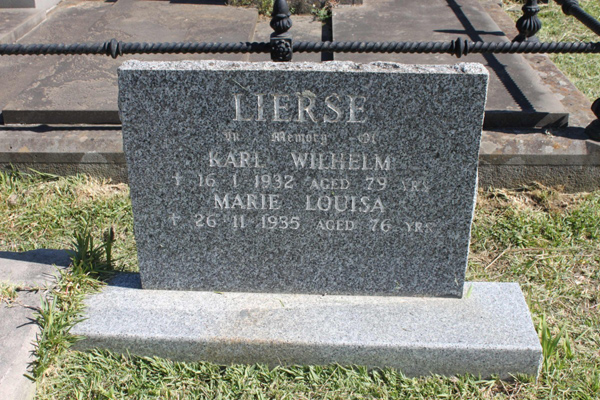 LIERSE
In Memory Of
KARL WILHELM
† 16 1 1932 AGED 79 YRS
MARIE LOUISA
† 26 11 1935 AGED 76 YRS